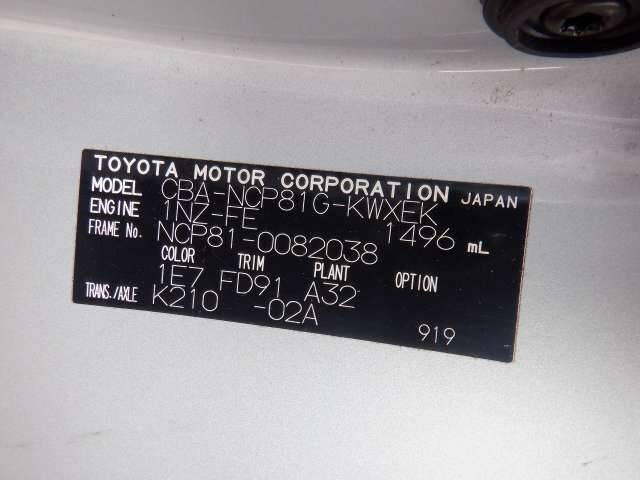 TOYOTA MOTOR CORPORATION JAPAN
MODEL CBA-NCP81G-KWXEK
ENGINE 1NZ-FE 1496 mL
FRAME No. NCP81-0082038
COLOR TRIM PLANT OPTION
1E7 FD91 A32
TRANS./AXLE K210 -02A
919